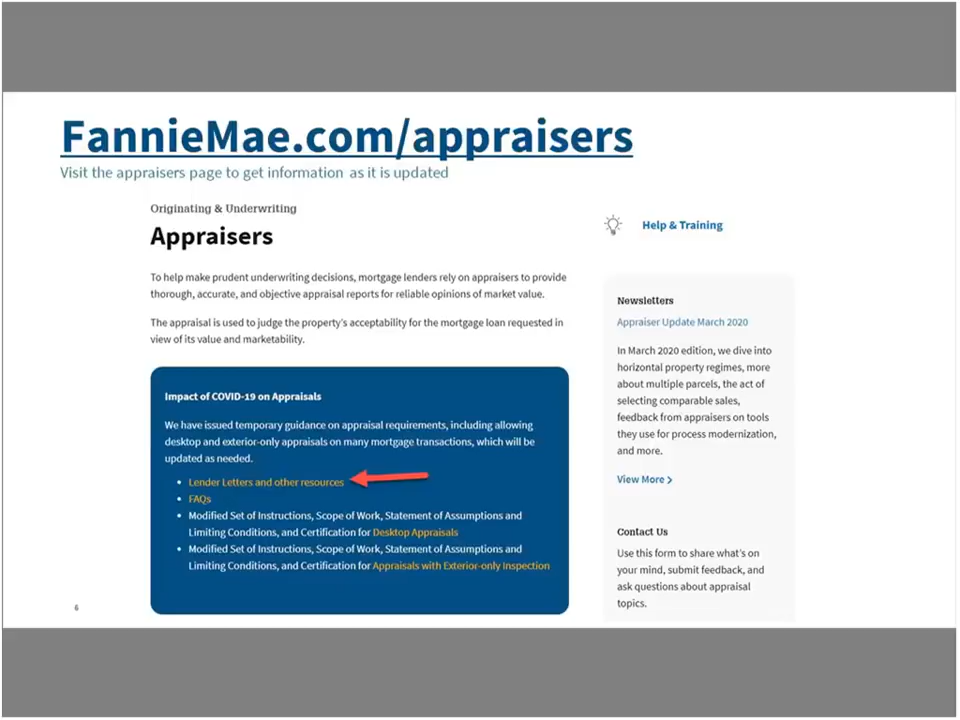 FannieMae.com/appraisers
Visit the appraisers page to get information as it is updated
Originating & Underwriting
Appraisers
To help make prudent underwriting decisions, mortgage lenders rely on appraisers to provide
thorough, accurate, and objective appraisal reports for reliable opinions of market value.
The appraisal is used to judge the property's acceptability for the mortgage loan requested in
view of its value and marketability.
Impact of COVID-19 on Appraisals
We have issued temporary guidance on appraisal requirements, including allowing
desktop and exterior-only appraisals on many mortgage transactions, which will be
updated as needed.
• Lender Letters and other resources
• FAQs
• Modified Set of Instructions, Scope of Work, Statement of Assumptions and
Limiting Conditions, and Certification for Desktop Appraisals
• Modified Set of Instructions, Scope of Work, Statement of Assumptions and
Limiting Conditions, and Certification for Appraisals with Exterior-only Inspection
Help & Training
Newsletters
Appraiser Update March 2020
In March 2020 edition, we dive into
horizontal property regimes, more
about multiple parcels, the act of
selecting comparable sales,
feedback from appraisers on tools
they use for process modernization,
and more.
View More >
Contact Us
Use this form to share what's on
your mind, submit feedback, and
ask questions about appraisal
topics.
6